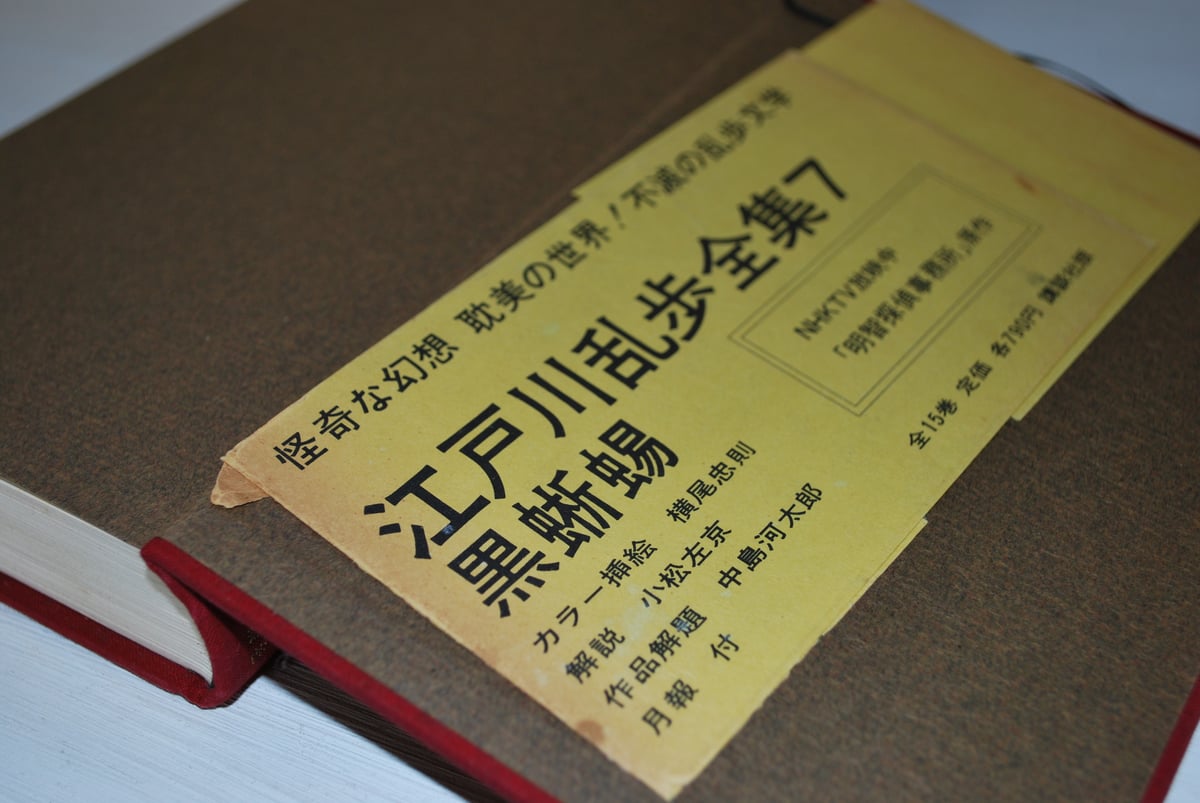 怪奇な幻想 耽美の世界!不滅の乱歩文学
江戸川乱歩全集7
黒蜥蜴
カラー挿絵 横尾忠則
解説 小松左京
作品解題 中島河太郎
月報 付
NHKTV放映中
「明智探偵事務所」原作
全15巻 定価 各790円 講談社版